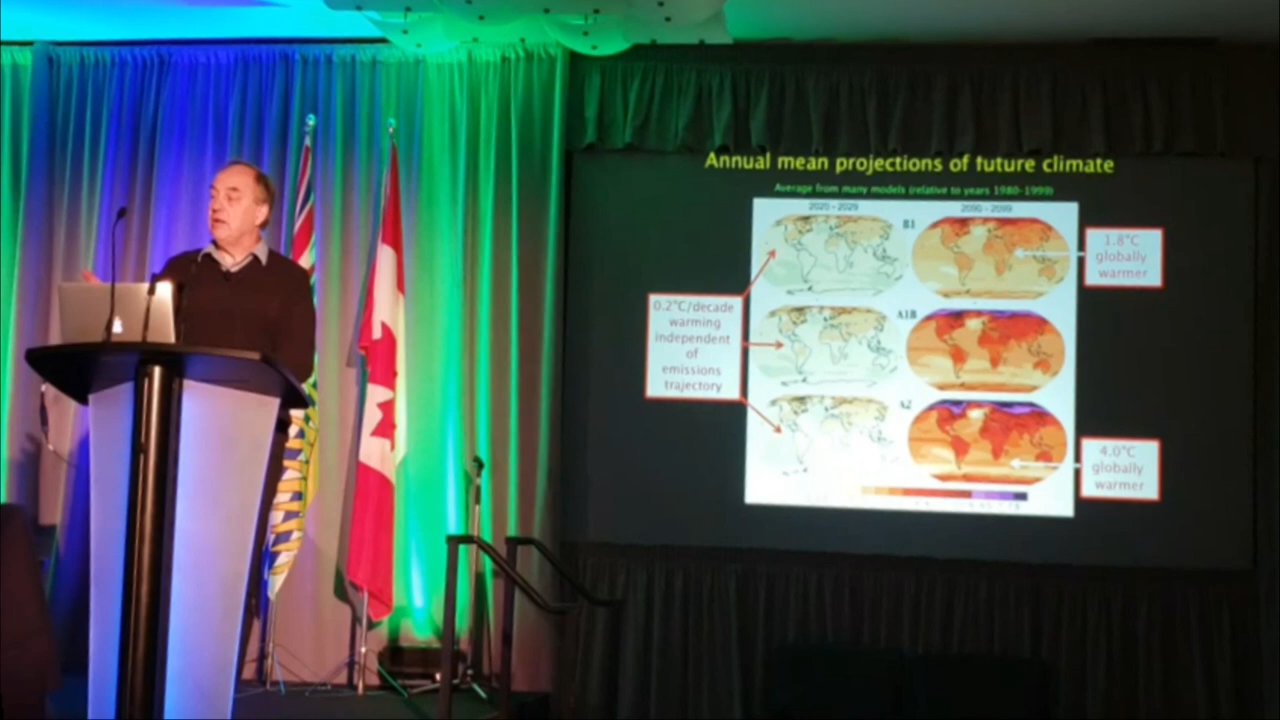 Annual mean projections of future climate
Average from many models (relative to years 1980-1999)
2020 - 2029
2090 - 2099
B1
1.8°C
globally
warmer
0.2°C/decade
warming
independent
of
emissions
trajectory
A1B
A2
4.0°C
globally
warmer